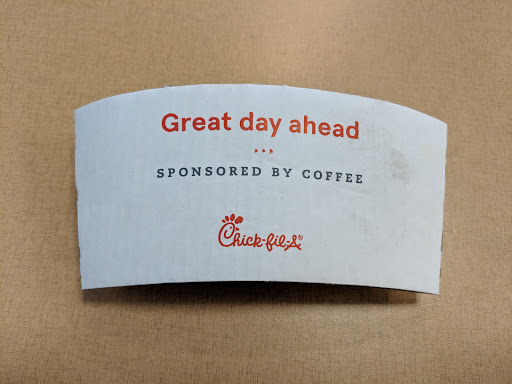 Great day ahead
SPONSORED BY COFFEE
Chick-fil-A®